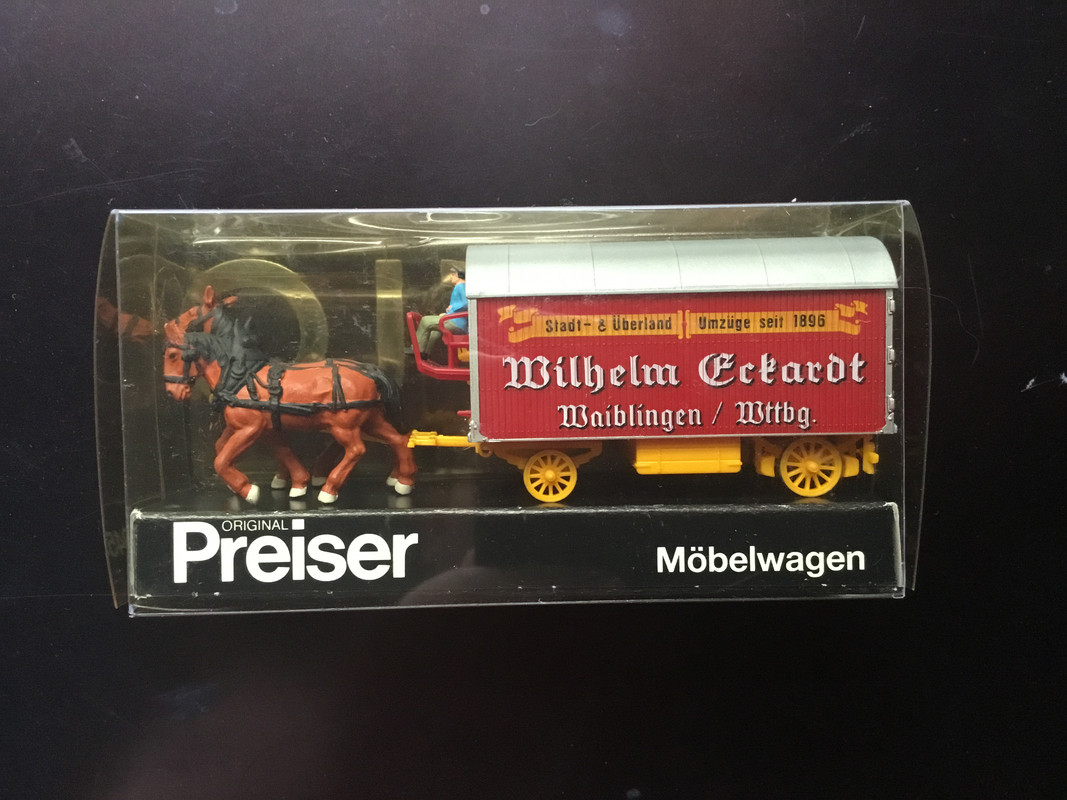 Stadt- & Überland Umzüge seit 1896
Wilhelm Eckardt
Waiblingen / Wttbg.
ORIGINAL
Preiser
Möbelwagen